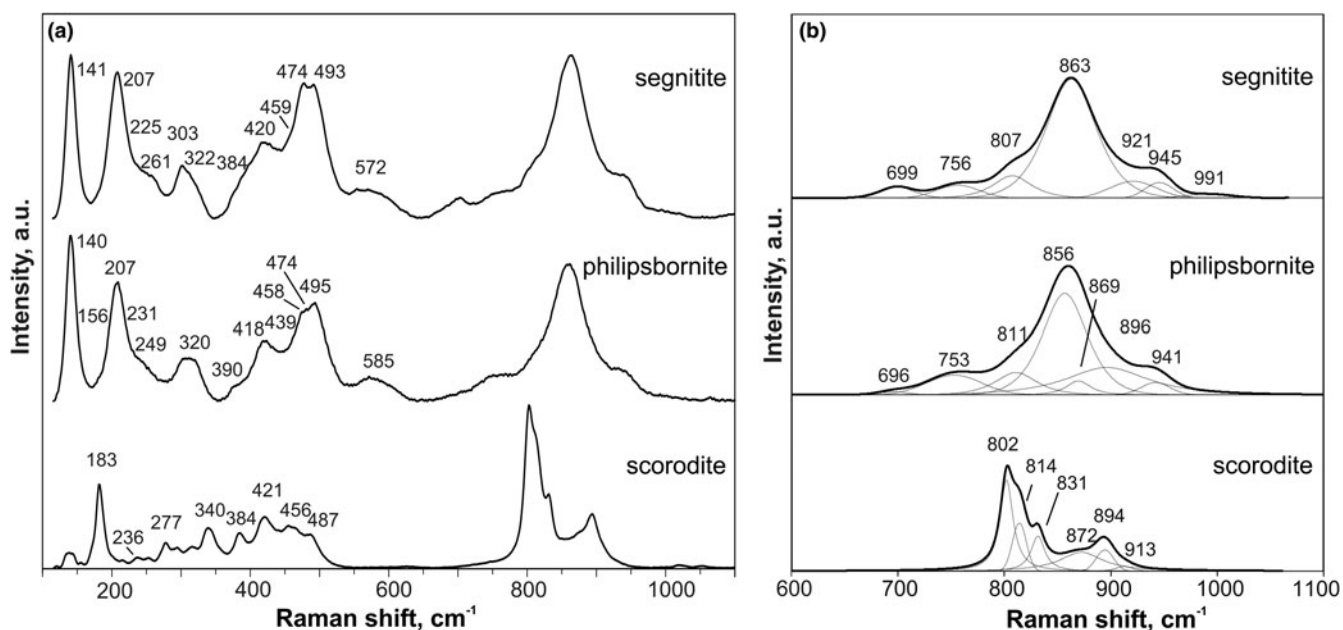 (a)
141 207 474 493 segnitite
459
225 303 420
261 322 384 572
140 207 474 philipsbornite
458 495
156 231 418 439
249 320 390 585
183 scorodite
277 340 421 456
236 384 487
200 400 600 800 1000
Raman shift, cm-1
Intensity, a.u.
(b)
863 segnitite
807 921
699 756 945
991
856 philipsbornite
869
811 896
696 753 941
802 scorodite
814
831
872 894
913
600 700 800 900 1000 1100
Raman shift, cm-1
Intensity, a.u.